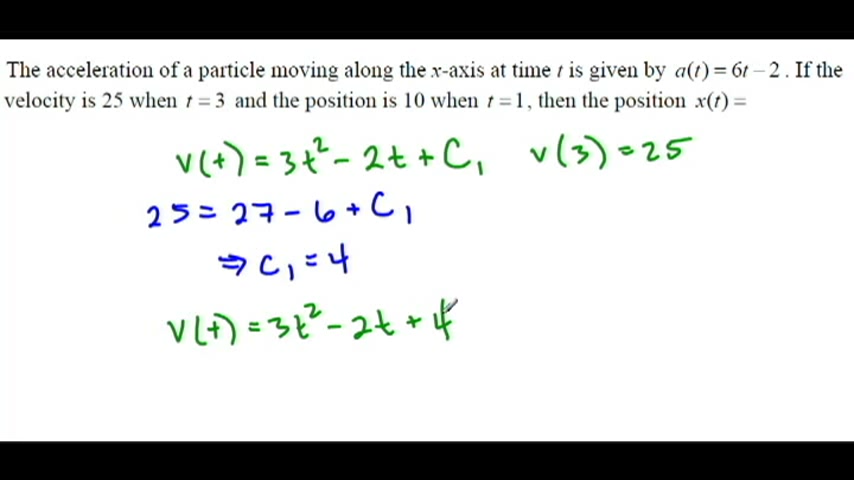 The acceleration of a particle moving along the x-axis at time t is given by a(t) = 6t – 2 . If the
velocity is 25 when t = 3 and the position is 10 when t = 1, then the position x(t) =
v(t) = 3t² - 2t + C₁ v(3) = 25
25 = 27 - 6 + C₁
⇒ C₁ = 4
v(t) = 3t² - 2t + 4